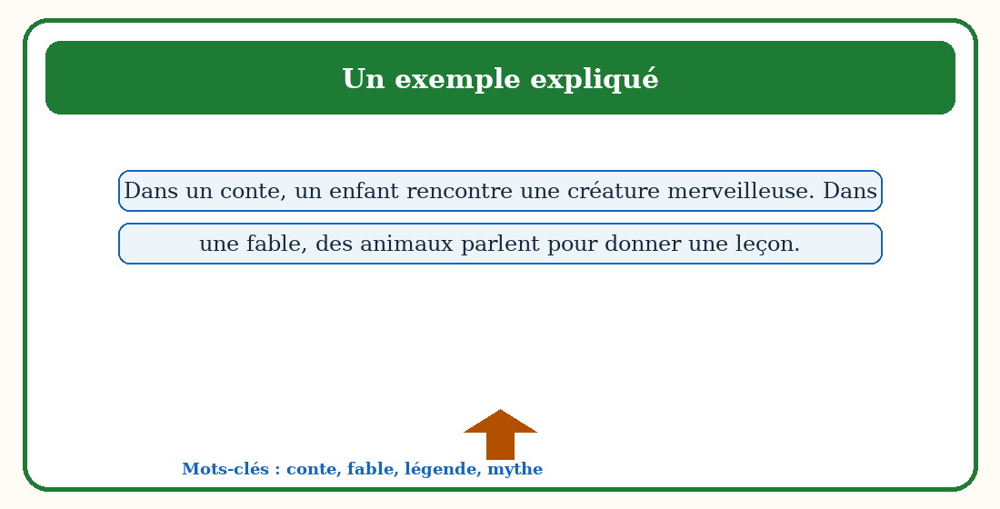 Un exemple expliqué
Dans un conte, un enfant rencontre une créature merveilleuse. Dans
une fable, des animaux parlent pour donner une leçon.
Mots-clés : conte, fable, légende, mythe